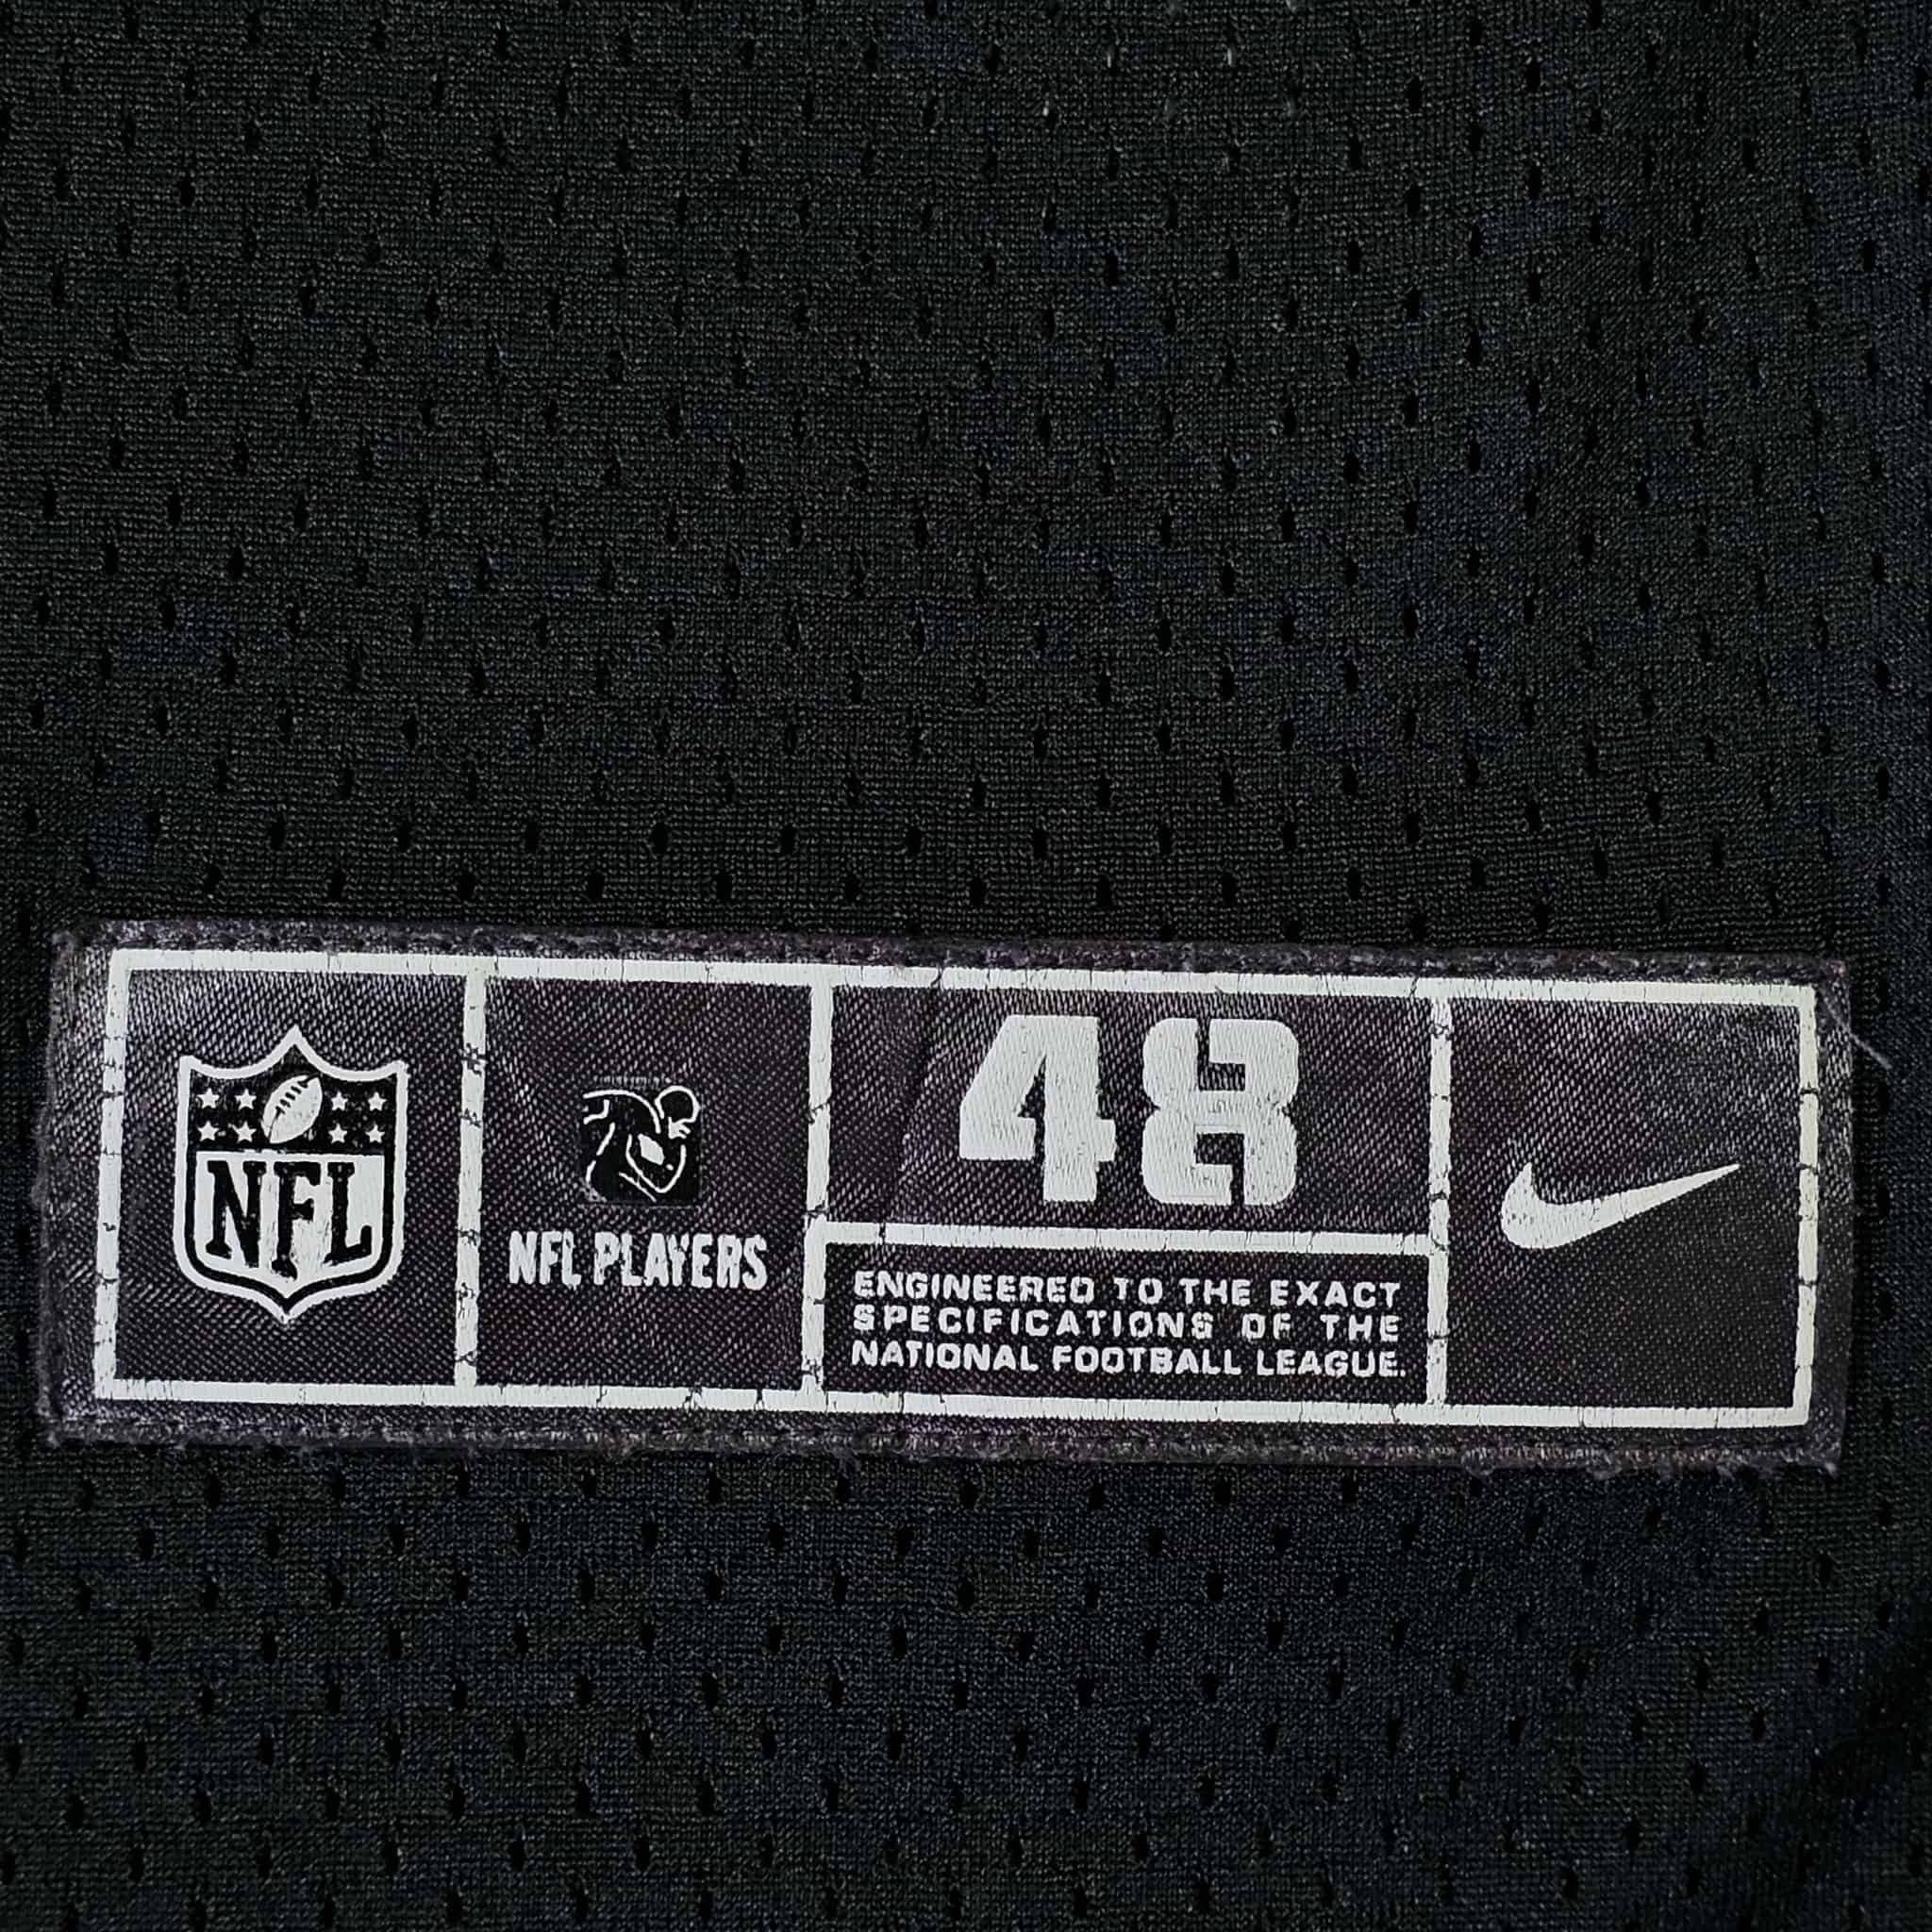 NFL
NFL PLAYERS
48
ENGINEERED TO THE EXACT
SPECIFICATIONS OF THE
NATIONAL FOOTBALL LEAGUE.